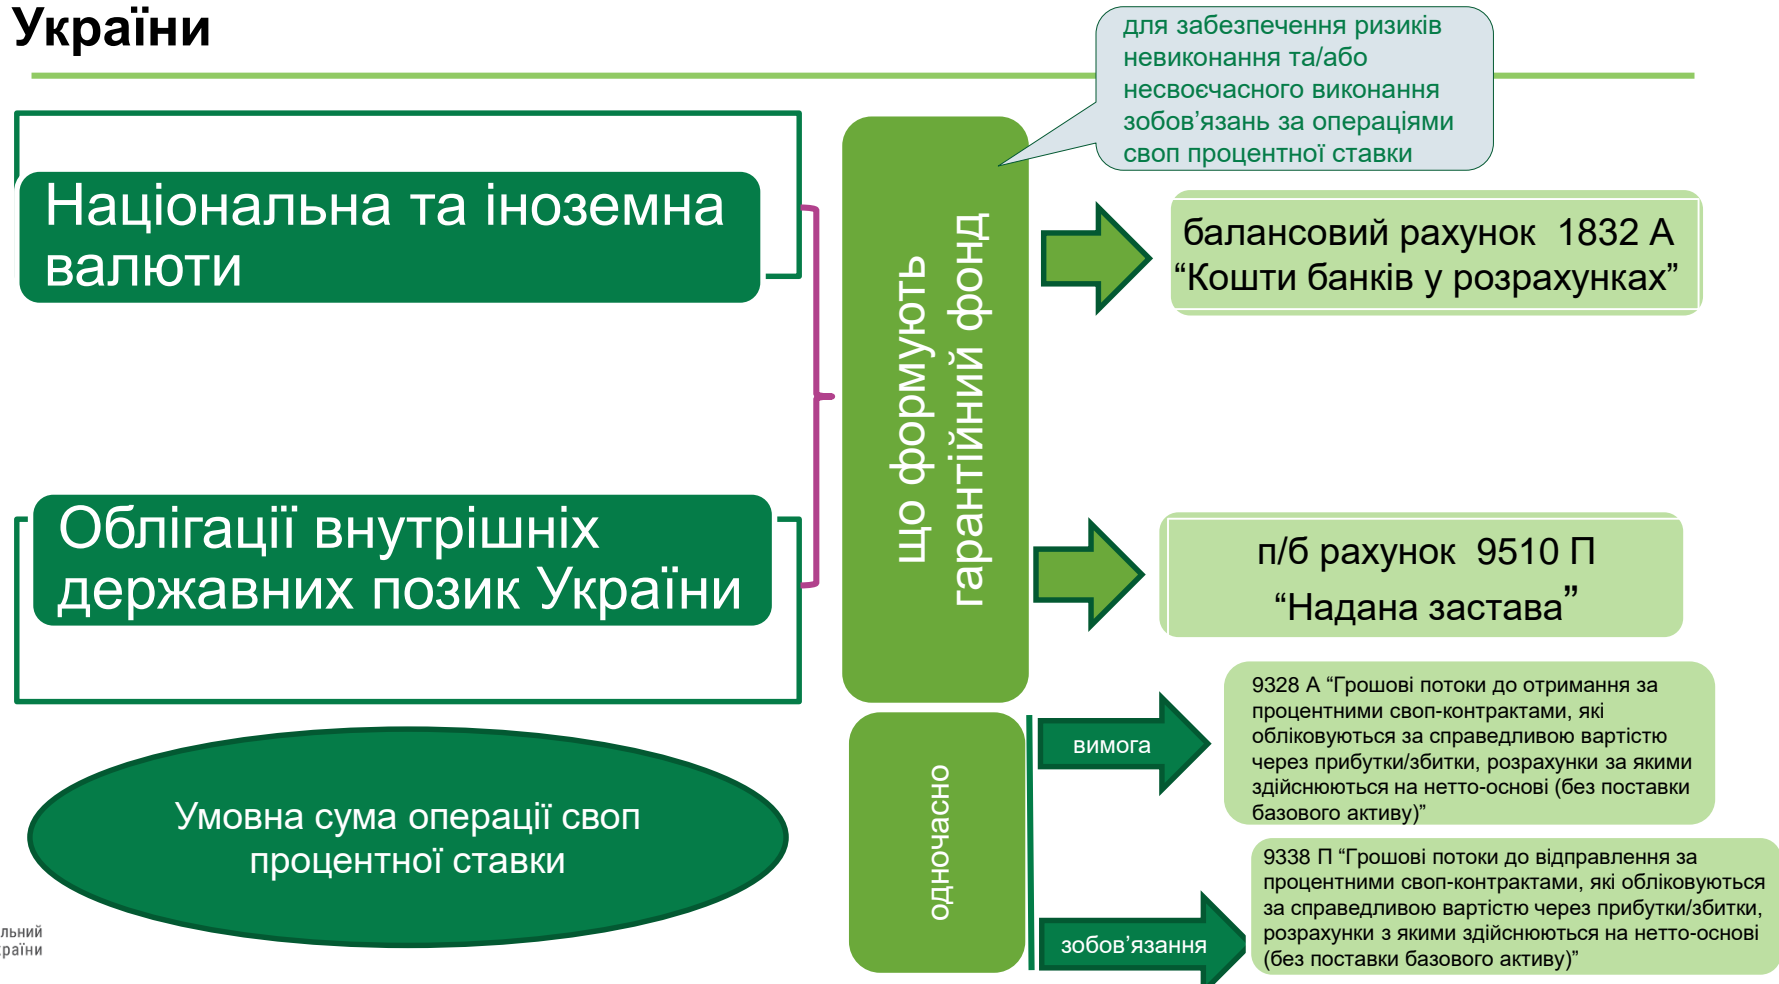 України
для забезпечення ризиків
невиконання та/або
несвоєчасного виконання
зобов’язань за операціями
своп процентної ставки
Національна та іноземна
валюти
що формують
гарантійний фонд
балансовий рахунок 1832 А
“Кошти банків у розрахунках”
Облігації внутрішніх
державних позик України
п/б рахунок 9510 П
“Надана застава”
Умовна сума операції своп
процентної ставки
одночасно
вимога
9328 А “Грошові потоки до отримання за
процентними своп-контрактами, які
обліковуються за справедливою вартістю
через прибутки/збитки, розрахунки за якими
здійснюються на нетто-основі (без поставки
базового активу)”
зобов’язання
9338 П “Грошові потоки до відправлення за
процентними своп-контрактами, які обліковуються
за справедливою вартістю через прибутки/збитки,
розрахунки з якими здійснюються на нетто-основі
(без поставки базового активу)”